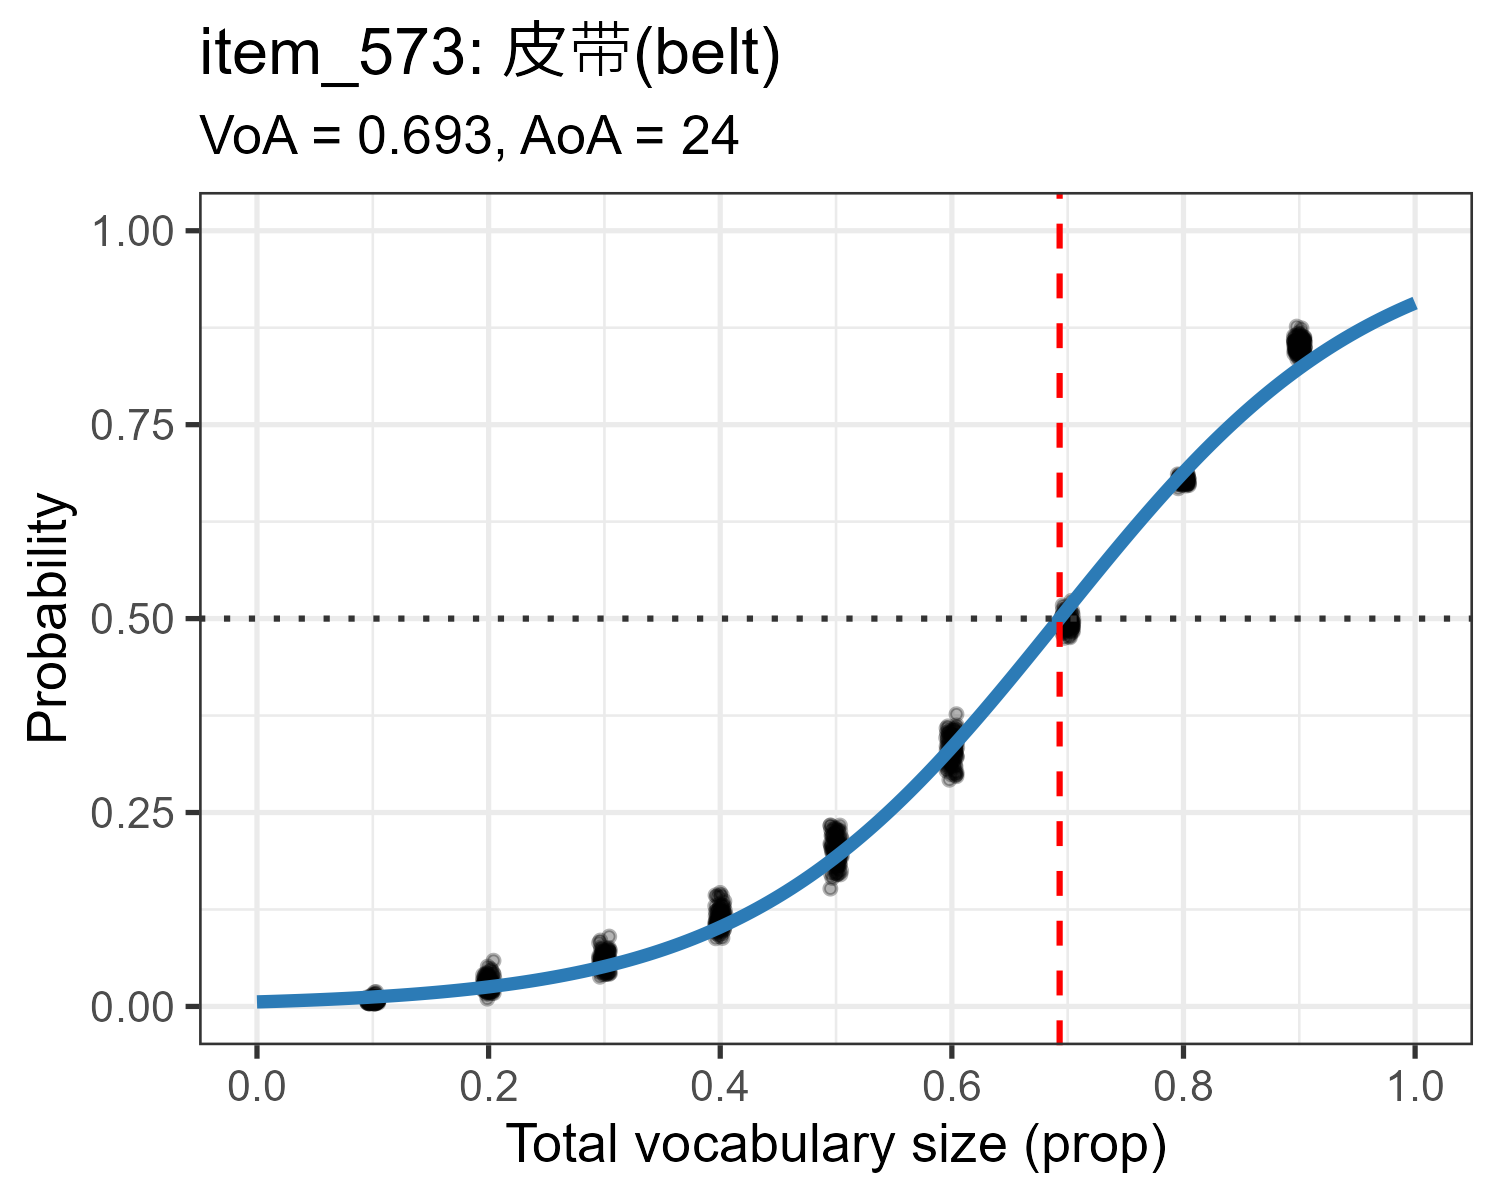 item_573: 皮带(belt)
VoA = 0.693, AoA = 24
1.00
0.75
0.50
0.25
0.00
Probability
0.0 0.2 0.4 0.6 0.8 1.0
Total vocabulary size (prop)